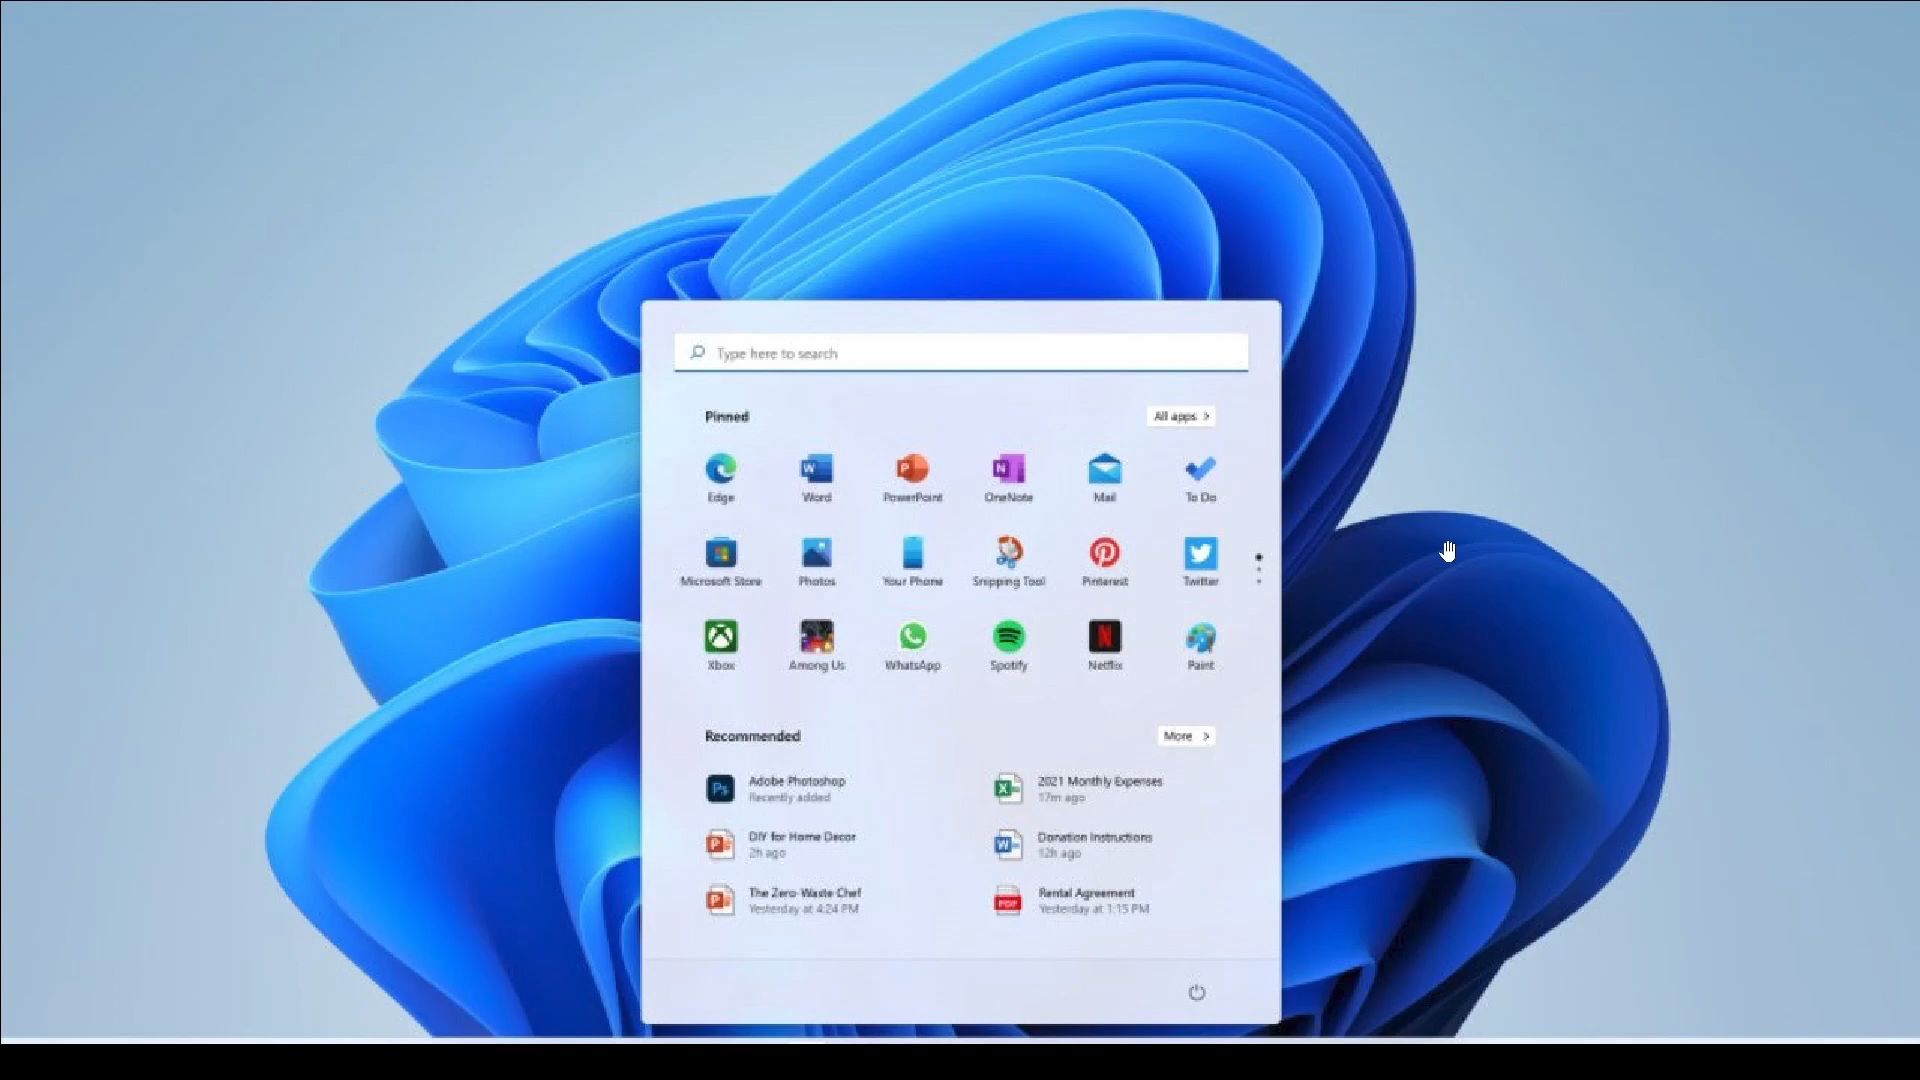 Type here to search
Pinned
All apps >
Edge
Word
PowerPoint
OneNote
Mail
To Do
Microsoft Store
Photos
Your Phone
Snipping Tool
Pinterest
Twitter
Xbox
Among Us
WhatsApp
Spotify
Netflix
Paint
Recommended
More >
Adobe Photoshop
Recently added
2021 Monthly Expenses
17m ago
DIY for Home Decor
2h ago
Donation Instructions
12h ago
The Zero-Waste Chef
Yesterday at 4:24 PM
Rental Agreement
Yesterday at 1:15 PM